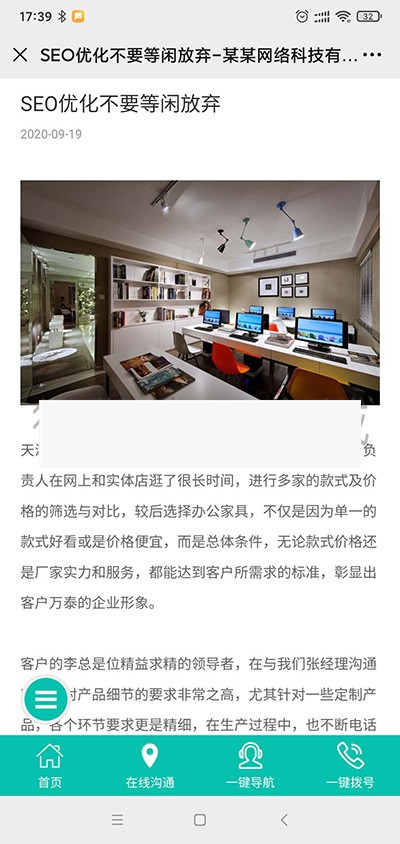 17:39
32
SEO优化不要等闲放弃-某某网络科技有...
SEO优化不要等闲放弃
2020-09-19
天
负
责人在网上和实体店逛了很长时间，进行多家的款式及价
格的筛选与对比，较后选择办公家具，不仅是因为单一的
款式好看或是价格便宜，而是总体条件，无论款式价格还
是厂家实力和服务，都能达到客户所需求的标准，彰显出
客户万泰的企业形象。
客户的李总是位精益求精的领导者，在与我们张经理沟通
对产品细节的要求非常之高，尤其针对一些定制产
品，各个环节要求更是精细，在生产过程中，也不断电话
首页
在线沟通
一键导航
一键拨号